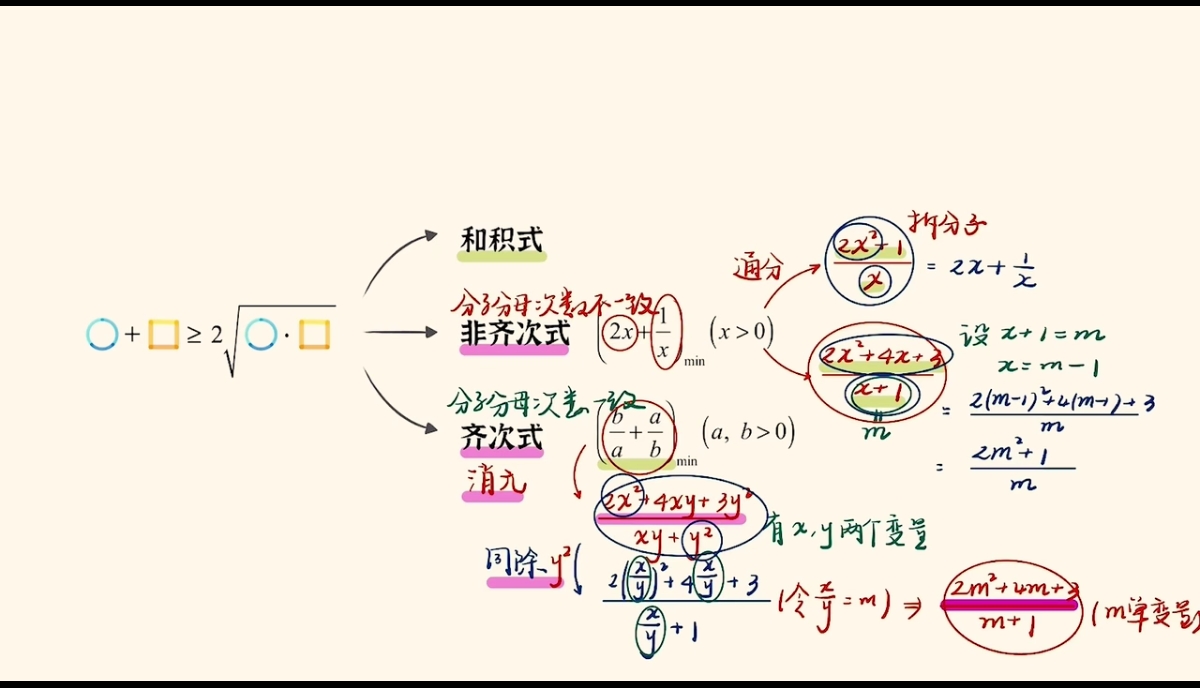 ○ + □ ≥ 2√(○·□)
和积式
分子分母次数不一致
非齐次式 (2x + 1/x)min (x>0)
通分
(2x²+1)/x = 2x + 1/x
拆分子
(2x²+4x+3)/(x+1)
m
设 x+1=m
x=m-1
= (2(m-1)²+4(m-1)+3)/m
= (2m²+1)/m
分子分母次数一致
齐次式 (b/a + a/b)min (a, b>0)
消元
(2x²+4xy+3y²)/(xy+y²)
有x,y两个变量
同除y²
(2(x/y)²+4 x/y+3)/(x/y+1) (令 x/y=m) ⇒ (2m²+4m+3)/(m+1) (m单变量)